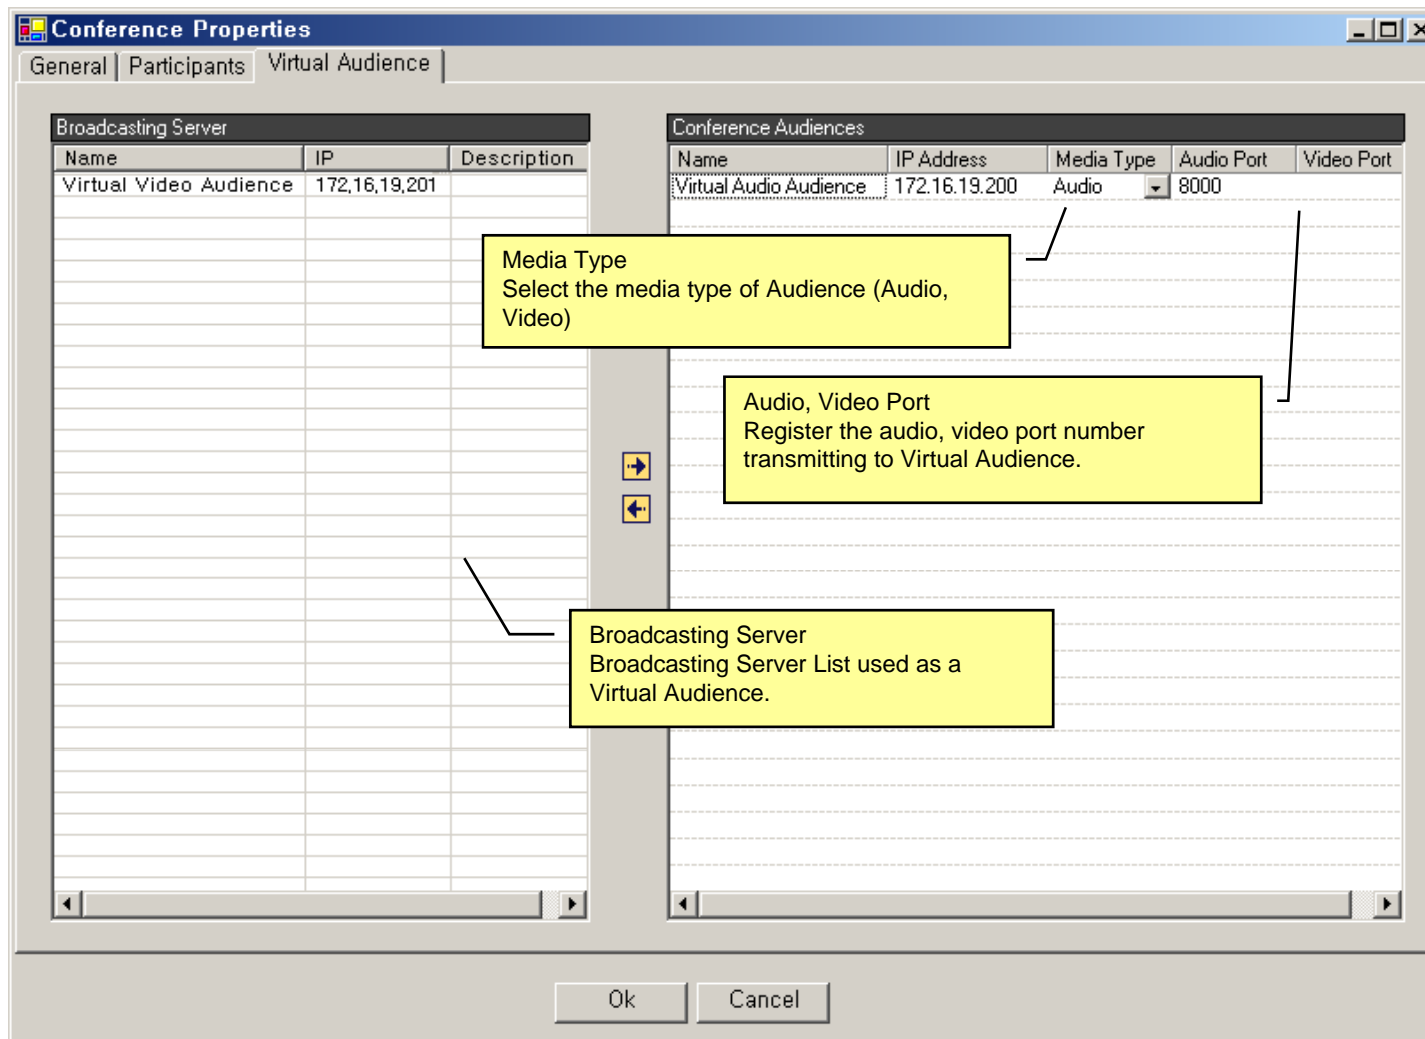 Conference Properties
General Participants Virtual Audience
Broadcasting Server
Name IP Description
Virtual Video Audience 172,16,19,201
Conference Audiences
Name IP Address Media Type Audio Port Video Port
Virtual Audio Audience 172.16.19.200 Audio 8000
Media Type
Select the media type of Audience (Audio,
Video)
Audio, Video Port
Register the audio, video port number
transmitting to Virtual Audience.
Broadcasting Server
Broadcasting Server List used as a
Virtual Audience.
Ok Cancel